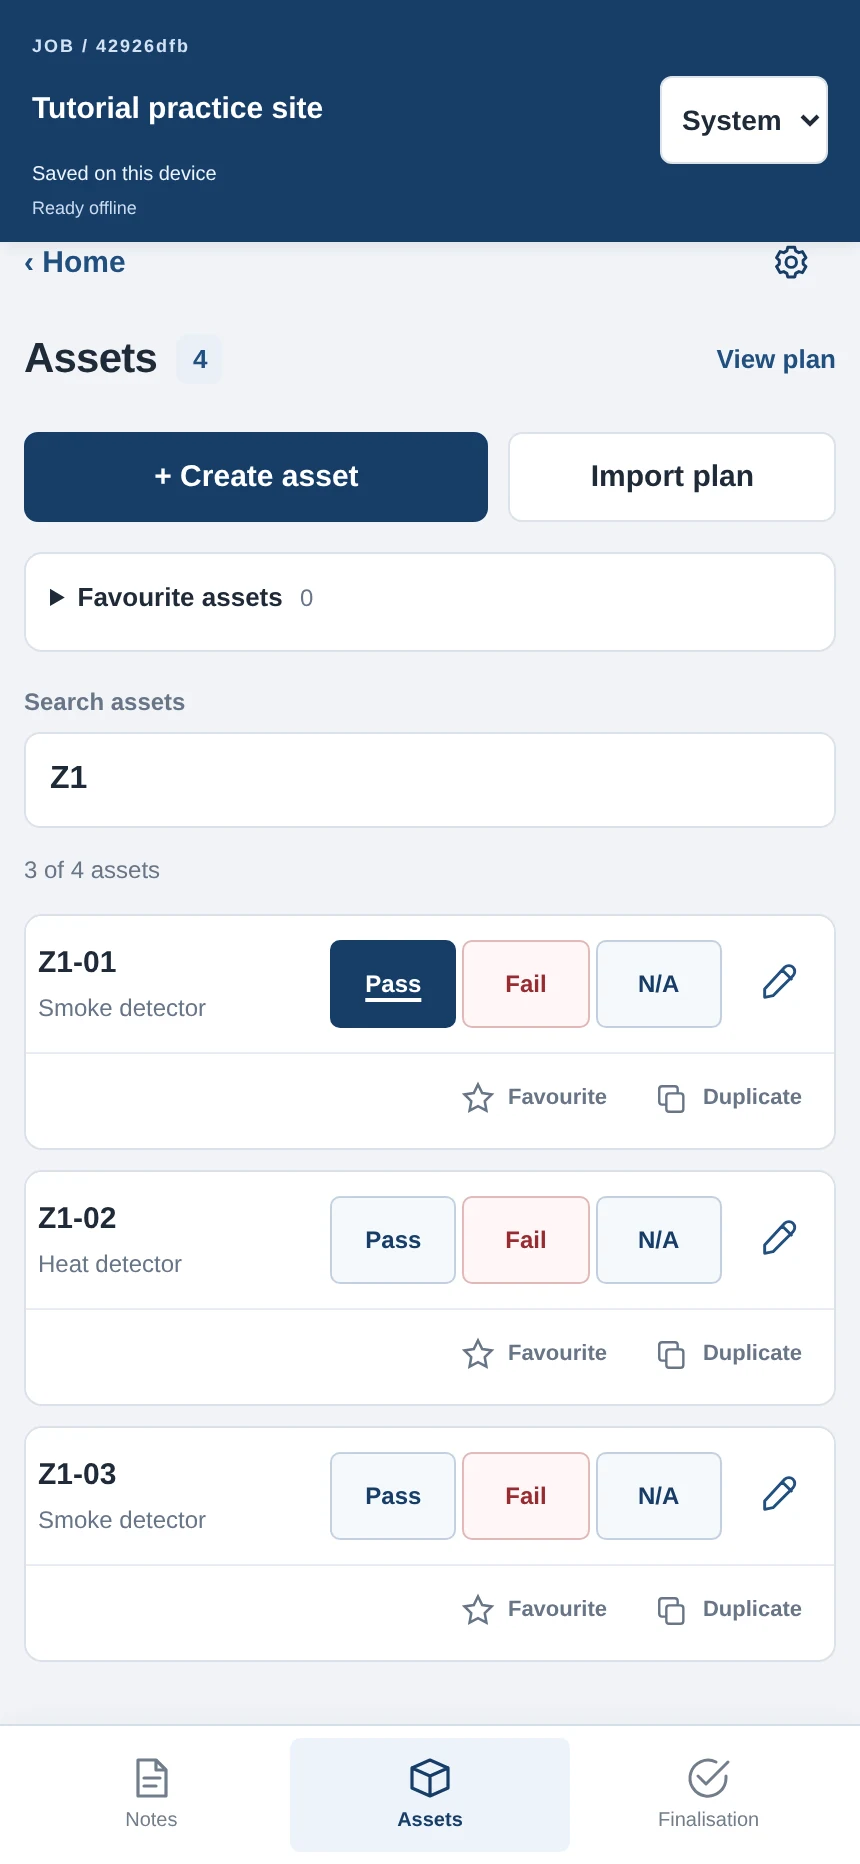 JOB / 42926dfb
Tutorial practice site
System
Saved on this device
Ready offline
‹ Home
Assets 4
View plan
+ Create asset
Import plan
Favourite assets 0
Search assets
Z1
3 of 4 assets
Z1-01
Smoke detector
Pass Fail N/A
Favourite Duplicate
Z1-02
Heat detector
Pass Fail N/A
Favourite Duplicate
Z1-03
Smoke detector
Pass Fail N/A
Favourite Duplicate
Notes Assets Finalisation